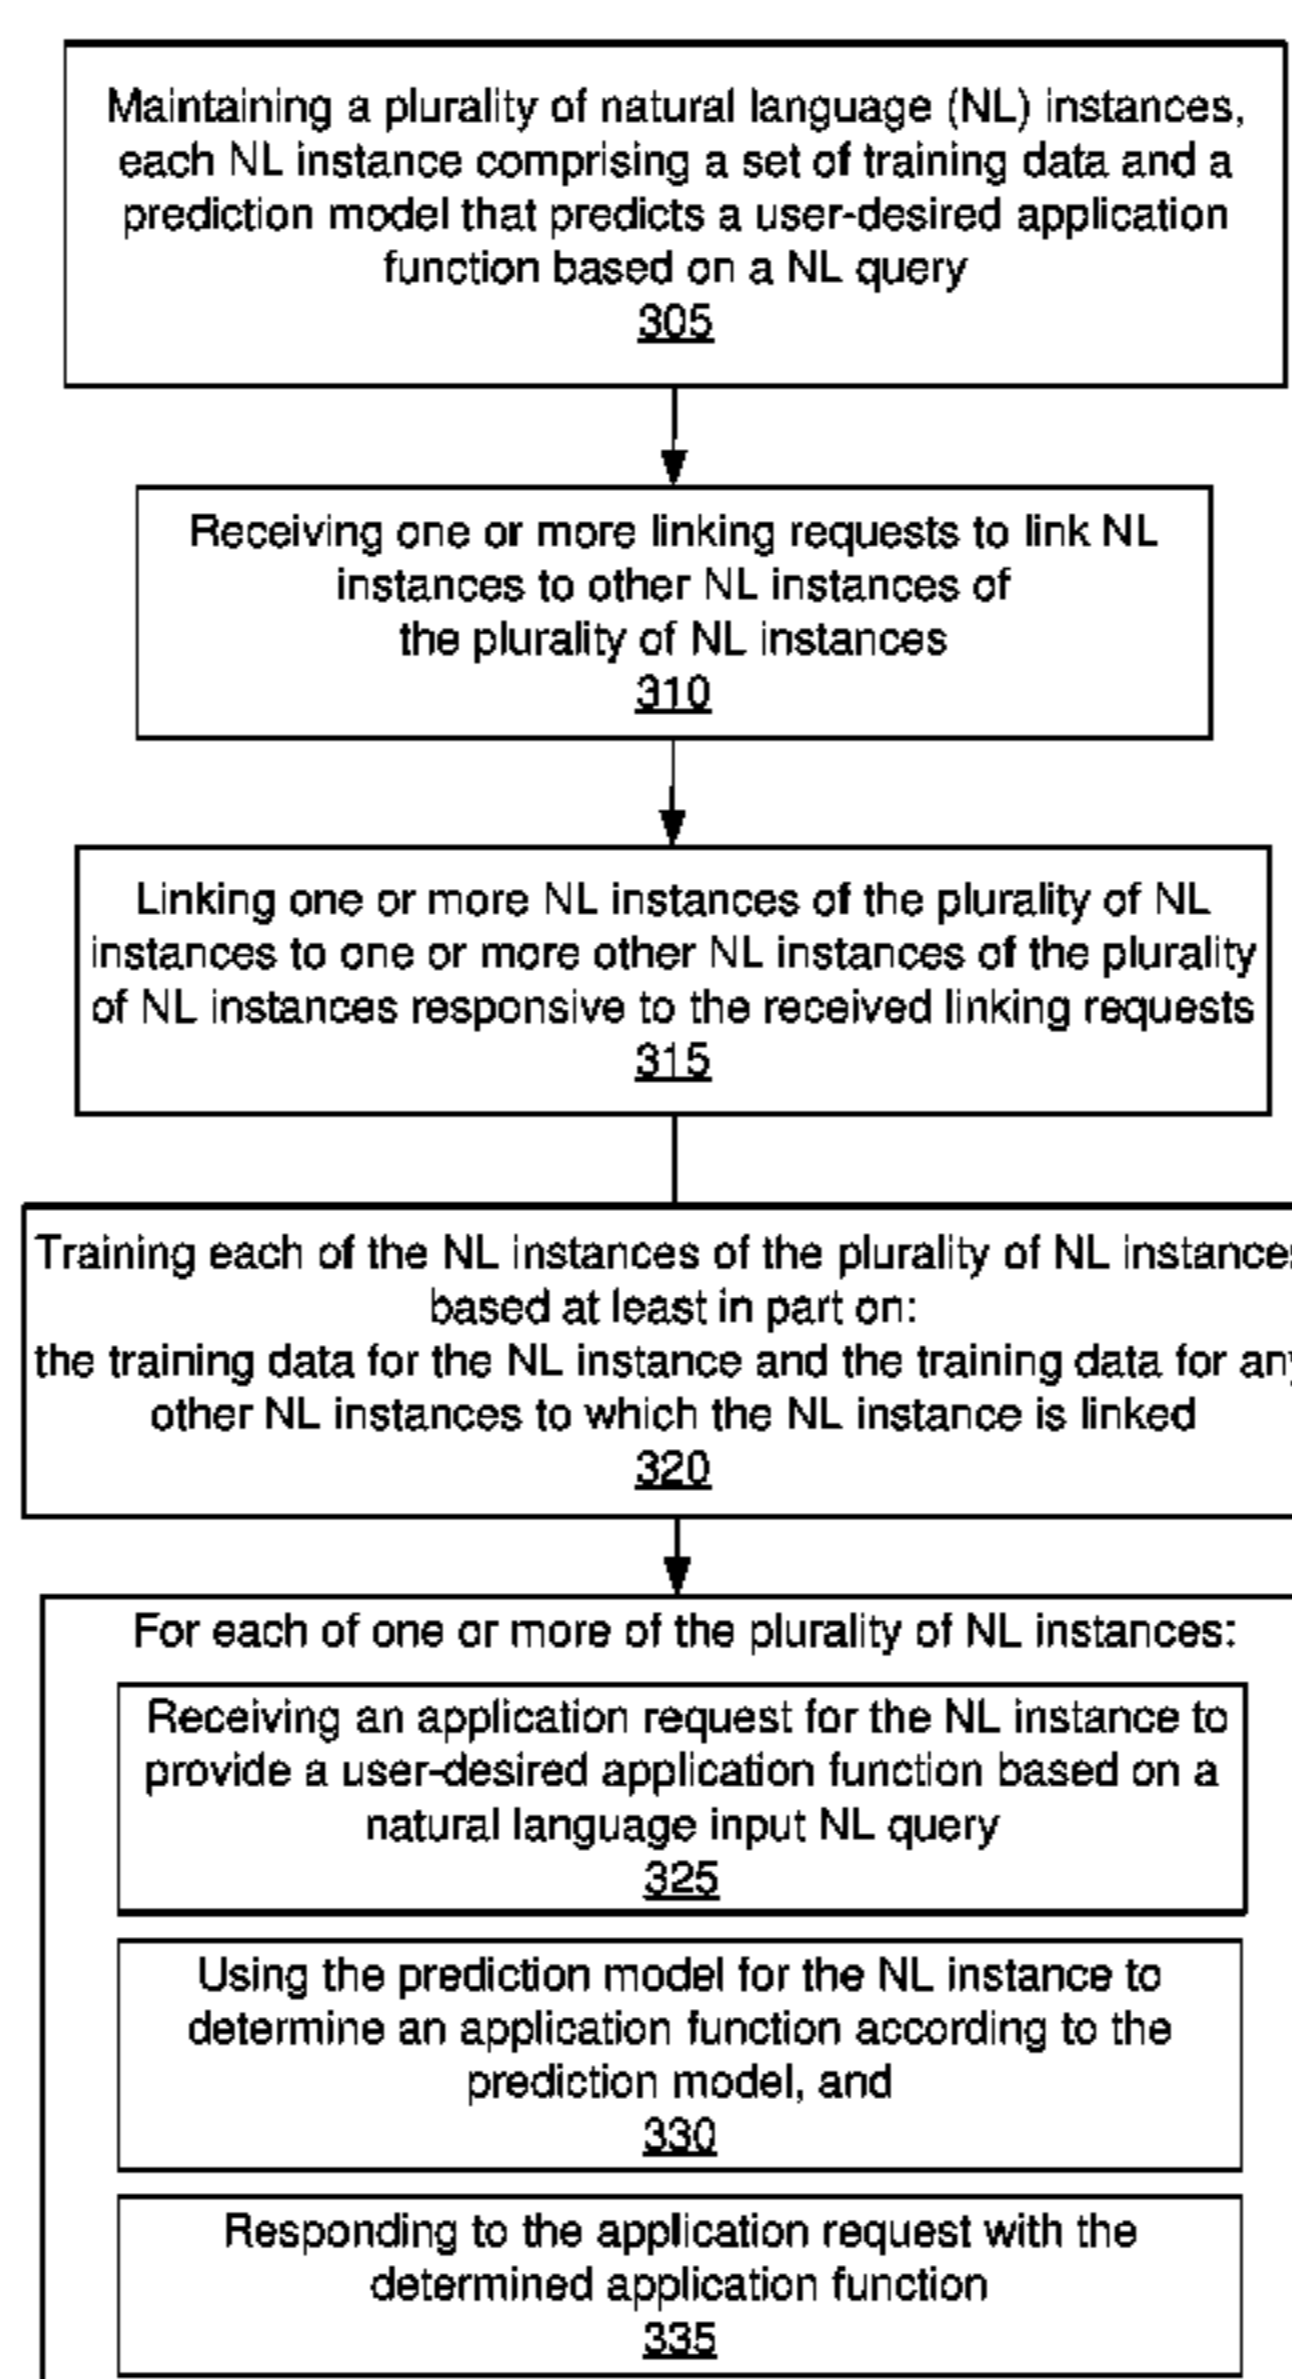 Maintaining a plurality of natural language (NL) instances,
each NL instance comprising a set of training data and a
prediction model that predicts a user-desired application
function based on a NL query
305
Receiving one or more linking requests to link NL
instances to other NL instances of
the plurality of NL instances
310
Linking one or more NL instances of the plurality of NL
instances to one or more other NL instances of the plurality
of NL instances responsive to the received linking requests
315
Training each of the NL instances of the plurality of NL instances
based at least in part on:
the training data for the NL instance and the training data for any
other NL instances to which the NL instance is linked
320
For each of one or more of the plurality of NL instances:
Receiving an application request for the NL instance to
provide a user-desired application function based on a
natural language input NL query
325
Using the prediction model for the NL instance to
determine an application function according to the
prediction model, and
330
Responding to the application request with the
determined application function
335